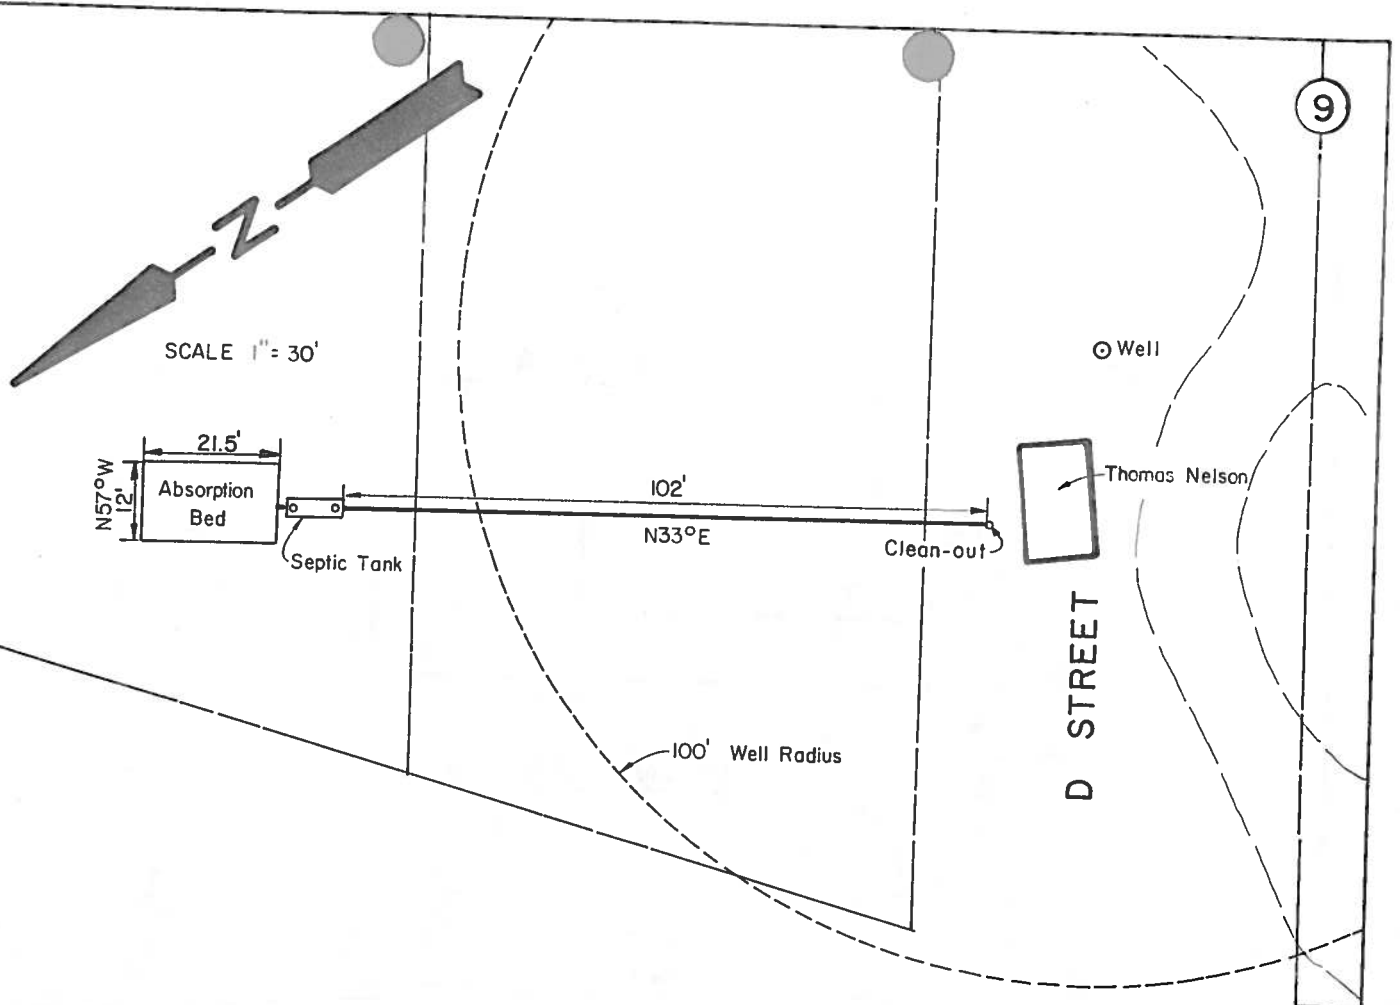 9
N
SCALE 1" = 30'
Well
21.5'
N57°W
12'
Absorption
Bed
Septic Tank
102'
N33°E
Clean-out
Thomas Nelson
D STREET
100' Well Radius